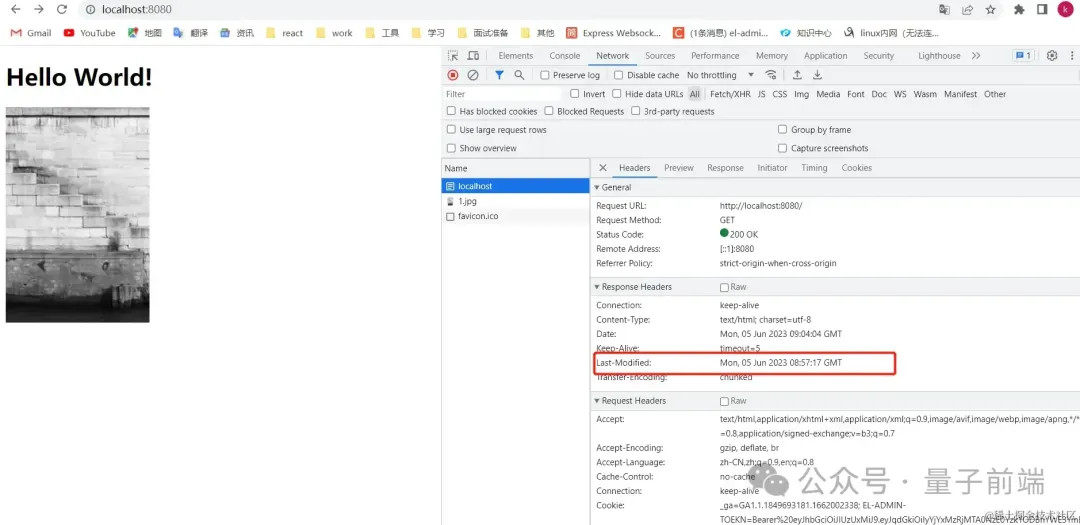 localhost:8080
k
Gmail YouTube 地图 翻译 资讯 react work 工具 学习 面试准备 其他 Express Websock... (1条消息) el-admi... 知识中心 linux内网 (无法连...
Hello World!
Elements Console Network Sources Performance Memory Application Security Lighthouse 1
Preserve log Disable cache No throttling
Filter Invert Hide data URLs All Fetch/XHR JS CSS Img Media Font Doc WS Wasm Manifest Other
Has blocked cookies Blocked Requests 3rd-party requests
Use large request rows Group by frame
Show overview Capture screenshots
Name Headers Preview Response Initiator Timing Cookies
localhost
1.jpg
favicon.ico
General
Request URL: http://localhost:8080/
Request Method: GET
Status Code: 200 OK
Remote Address: [::1]:8080
Referrer Policy: strict-origin-when-cross-origin
Response Headers Raw
Connection: keep-alive
Content-Type: text/html; charset=utf-8
Date: Mon, 05 Jun 2023 09:04:04 GMT
Keep-Alive: timeout=5
Last-Modified: Mon, 05 Jun 2023 08:57:17 GMT
Transfer-Encoding: chunked
Request Headers Raw
Accept: text/html,application/xhtml+xml,application/xml;q=0.9,image/avif,image/webp,image/apng,*/*
=0.8,application/signed-exchange;v=b3;q=0.7
Accept-Encoding: gzip, deflate, br
Accept-Language: zh-CN,zh;q=0.9,en;q=0.8
Cache-Control: no-cache
Connection: keep-alive
Cookie: _ga=GA1.1.1849693181.1662002338; EL-ADMIN-
公众号 · 量子前端
@稀土掘金技术社区